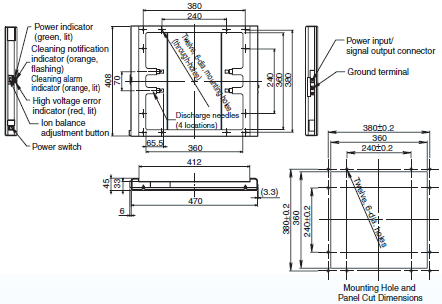 Power indicator
(green, lit)
Cleaning notification
indicator (orange,
flashing)
Cleaning alarm
indicator (orange, lit)
High voltage error
indicator (red, lit)
Ion balance
adjustment button
Power switch
380
240
408
70
Twelve, 6-dia. mounting holes
(through-holes)
240
360
380
Discharge needles
(4 locations)
65.5
360
Power input/
signal output connector
Ground terminal
412
45
33
470
(3.3)
6
380±0.2
360
240±0.2
380±0.2
360
240±0.2
Twelve, 6-dia. holes
Mounting Hole and
Panel Cut Dimensions